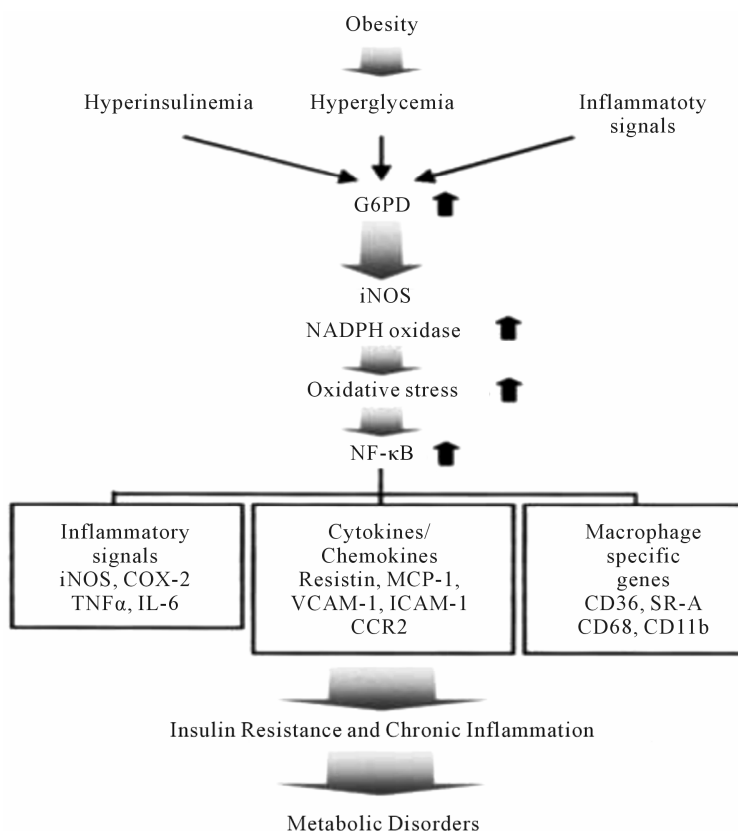 Obesity
Hyperinsulinemia
Hyperglycemia
Inflammatoty
signals
G6PD
iNOS
NADPH oxidase
Oxidative stress
NF-κB
Inflammatory
signals
iNOS, COX-2
TNFα, IL-6
Cytokines/
Chemokines
Resistin, MCP-1,
VCAM-1, ICAM-1
CCR2
Macrophage
specific
genes
CD36, SR-A
CD68, CD11b
Insulin Resistance and Chronic Inflammation
Metabolic Disorders